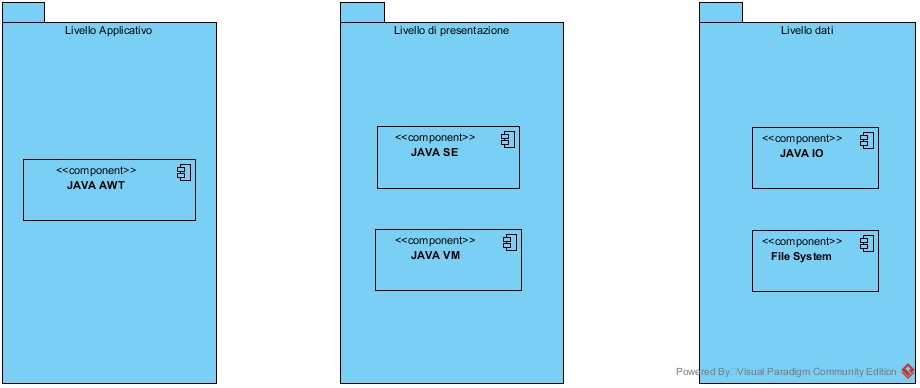 Livello Applicativo
<<component>>
JAVA AWT
Livello di presentazione
<<component>>
JAVA SE
<<component>>
JAVA VM
Livello dati
<<component>>
JAVA IO
<<component>>
File System
Powered By Visual Paradigm Community Edition